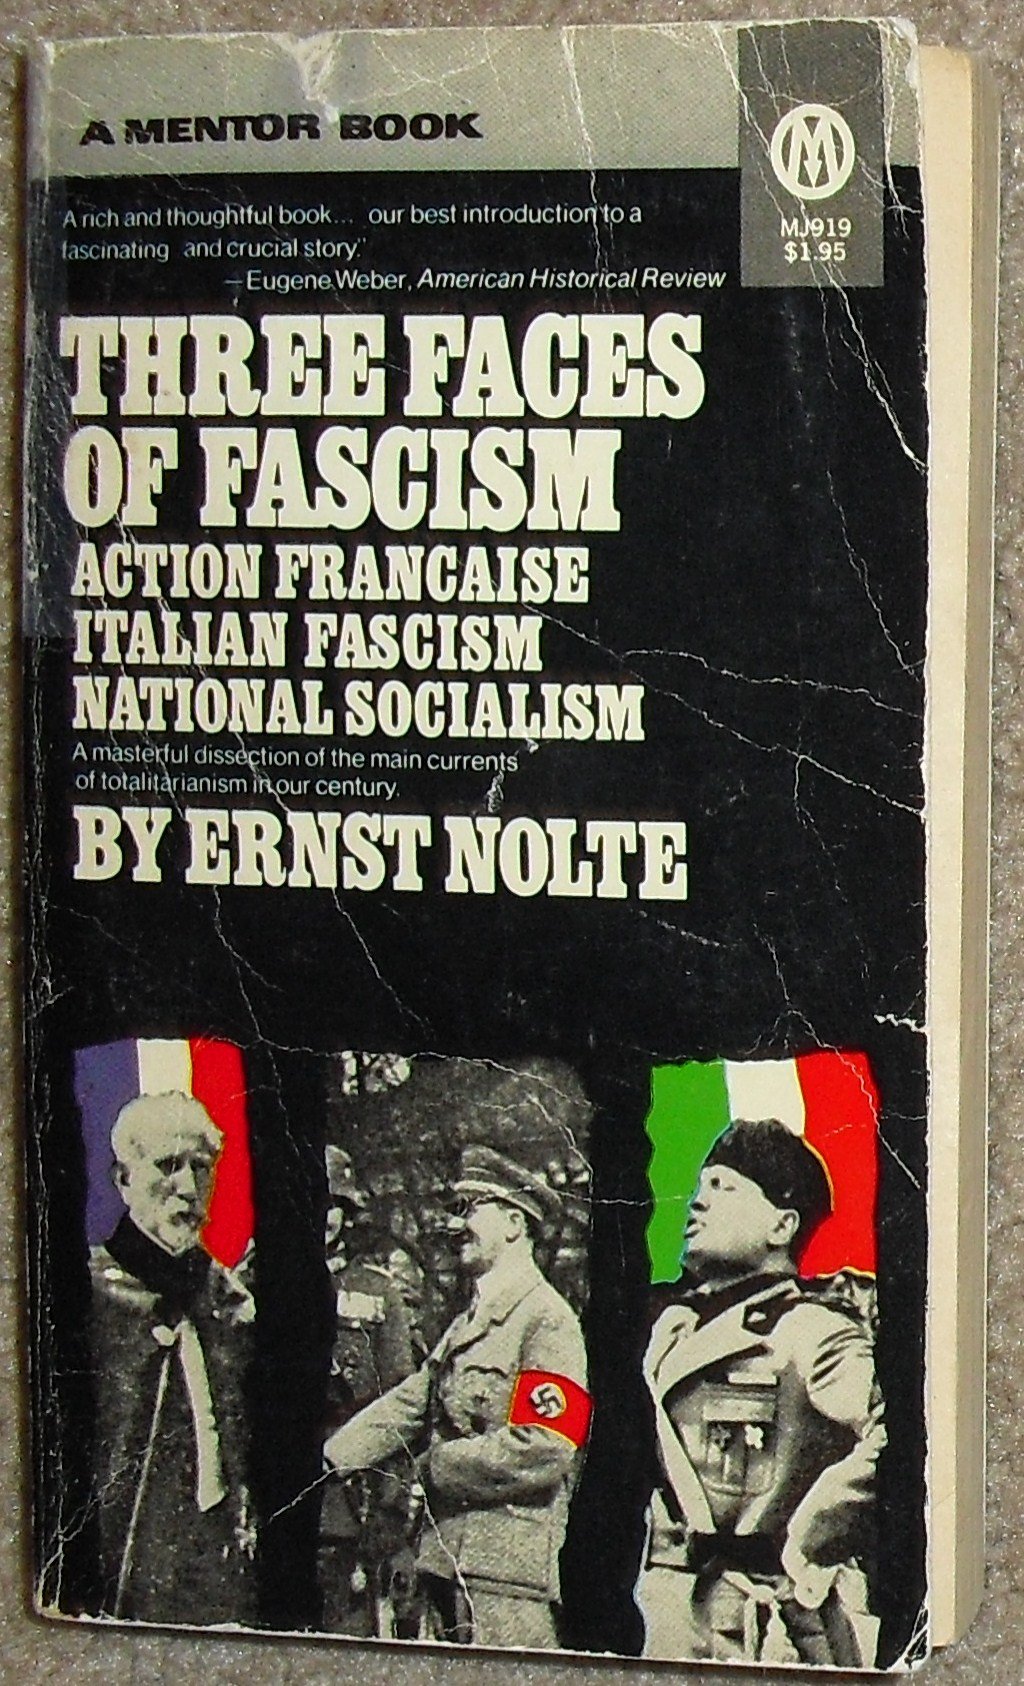 A MENTOR BOOK
M
MJ919
$1.95
"A rich and thoughtful book... our best introduction to a
fascinating and crucial story."
—Eugene Weber, American Historical Review
THREE FACES
OF FASCISM
ACTION FRANCAISE
ITALIAN FASCISM
NATIONAL SOCIALISM
A masterful dissection of the main currents
of totalitarianism in our century.
BY ERNST NOLTE